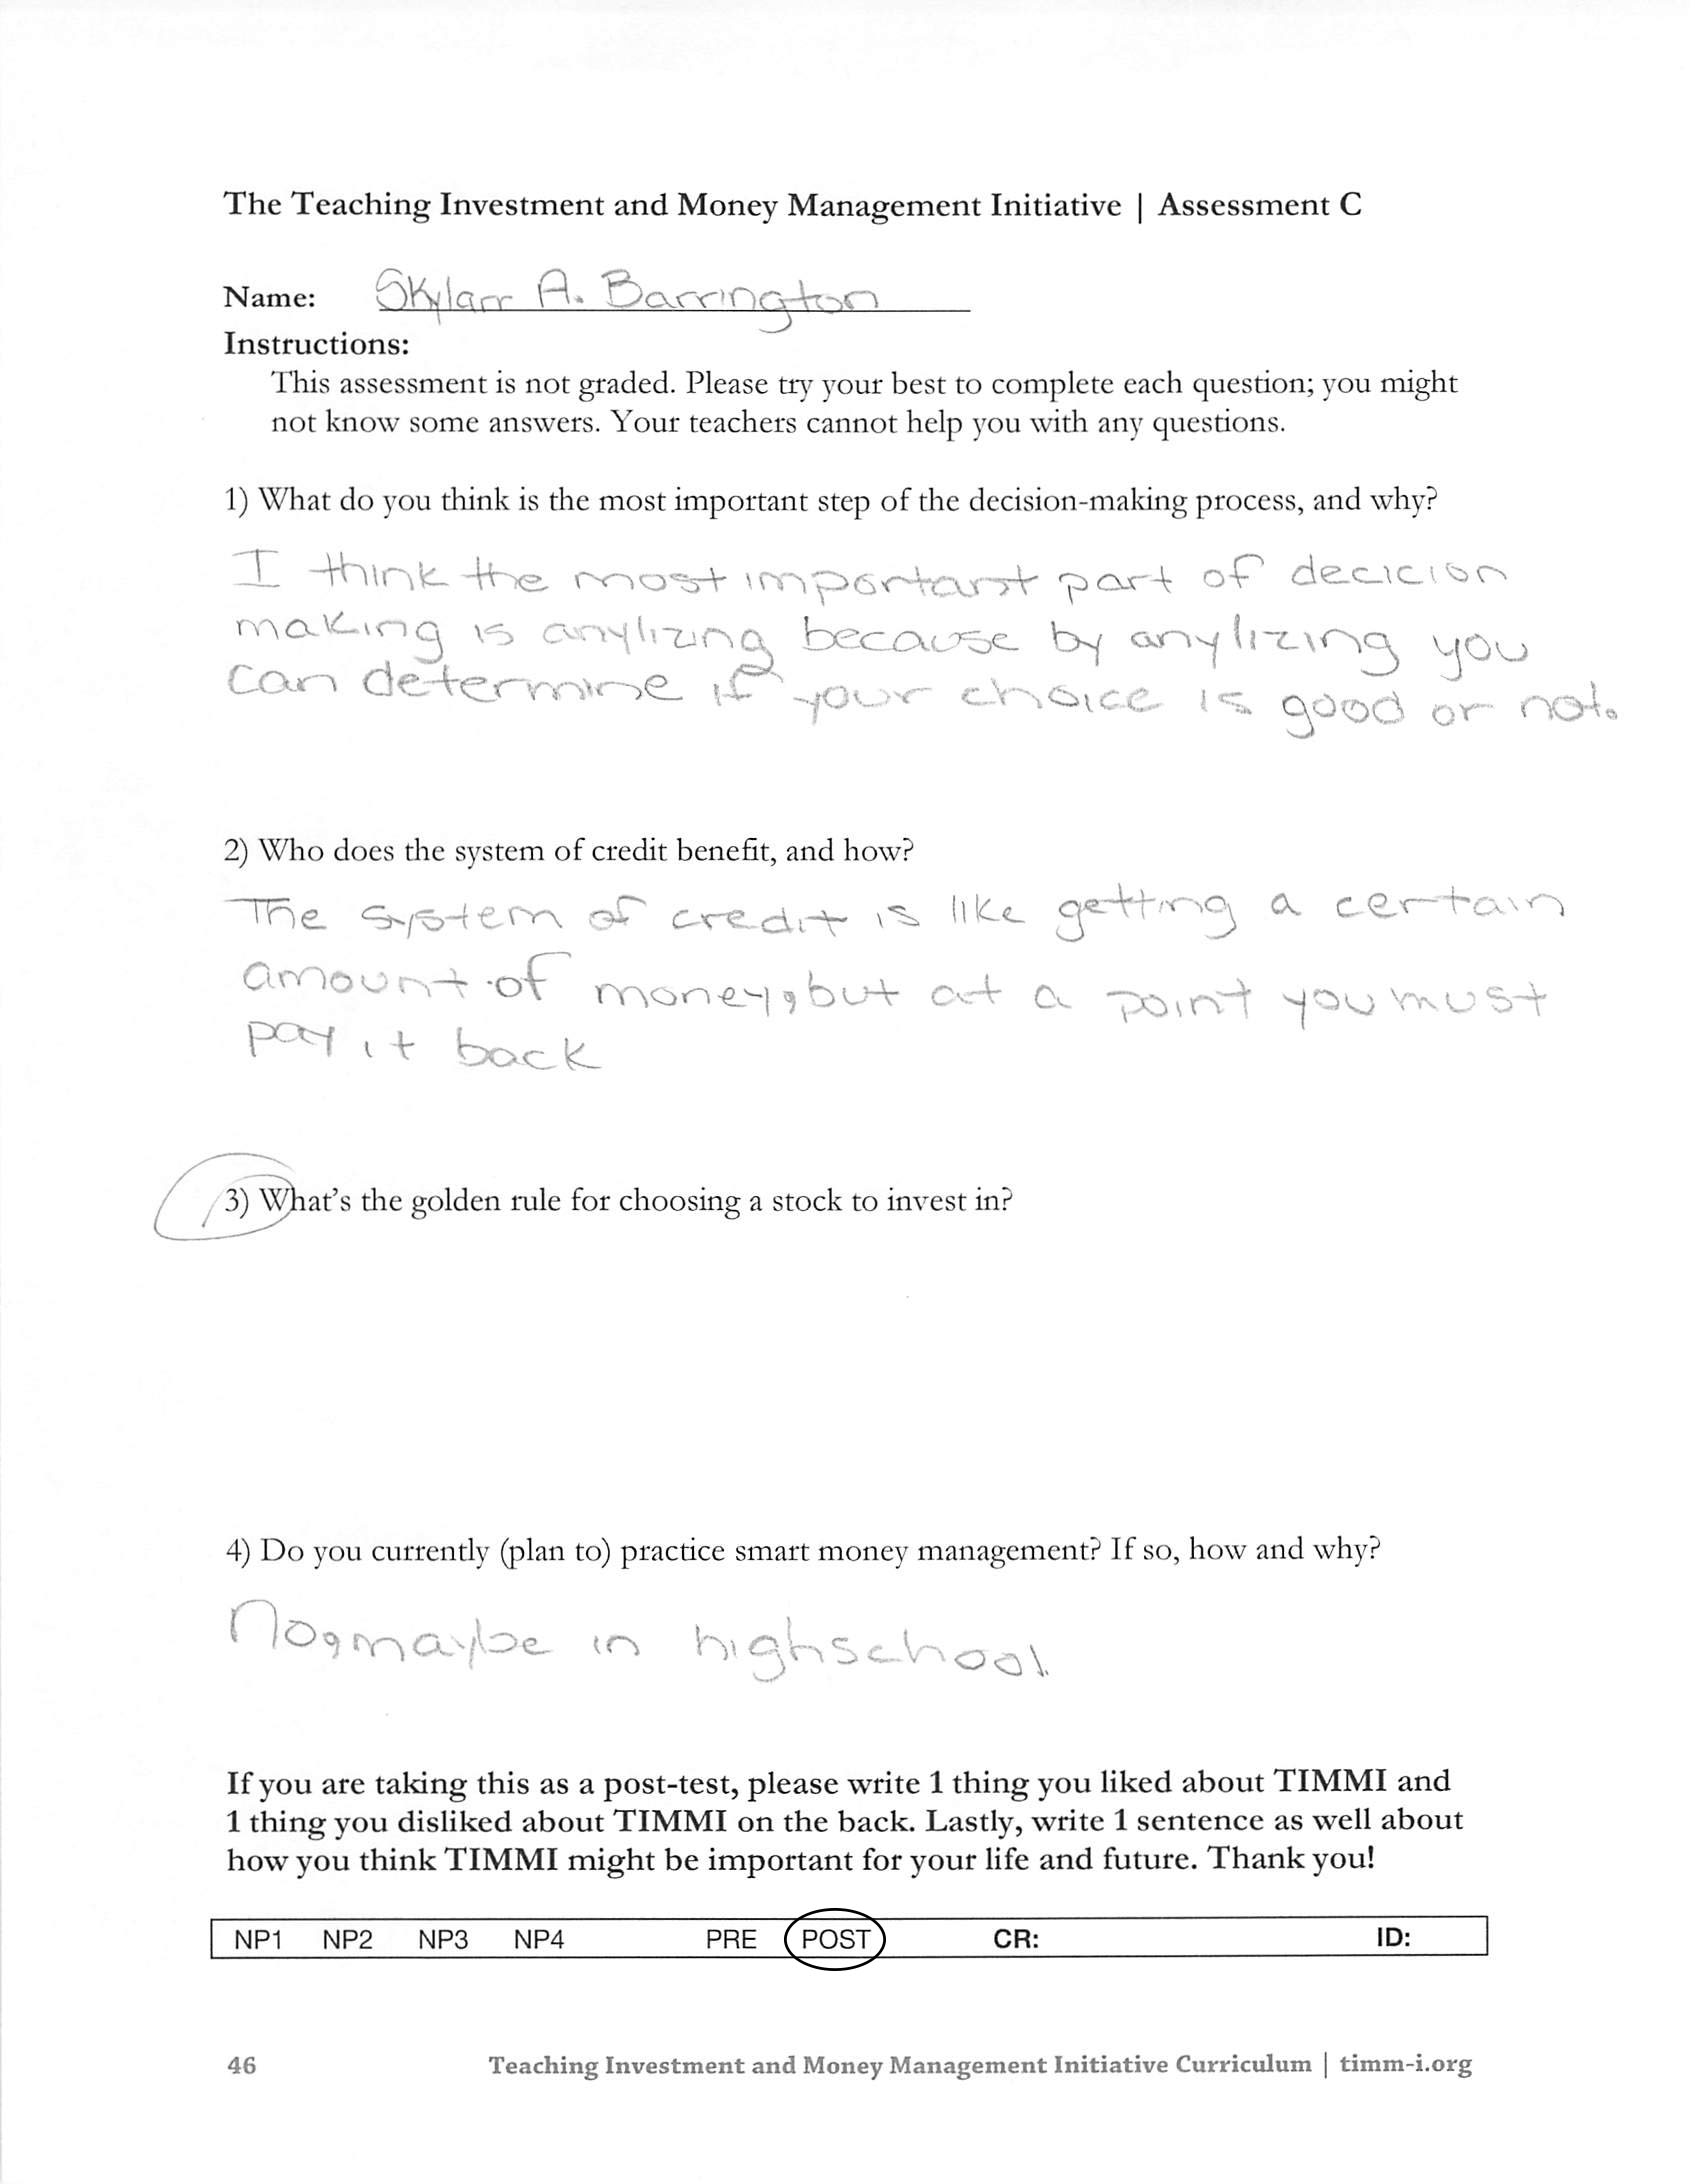 The Teaching Investment and Money Management Initiative | Assessment C
Name: Skylarr A. Barrington
Instructions:
This assessment is not graded. Please try your best to complete each question; you might
not know some answers. Your teachers cannot help you with any questions.
1) What do you think is the most important step of the decision-making process, and why?
I think the most important part of decicion
making is anylizing because by anylizing you
can determine if your choice is good or not.
2) Who does the system of credit benefit, and how?
The system of credit is like getting a certain
amount of money, but at a point you must
pay it back
3) What's the golden rule for choosing a stock to invest in?
4) Do you currently (plan to) practice smart money management? If so, how and why?
No, maybe in highschool.
If you are taking this as a post-test, please write 1 thing you liked about TIMMI and
1 thing you disliked about TIMMI on the back. Lastly, write 1 sentence as well about
how you think TIMMI might be important for your life and future. Thank you!
NP1 NP2 NP3 NP4 PRE POST CR: ID:
46 Teaching Investment and Money Management Initiative Curriculum | timm-i.org